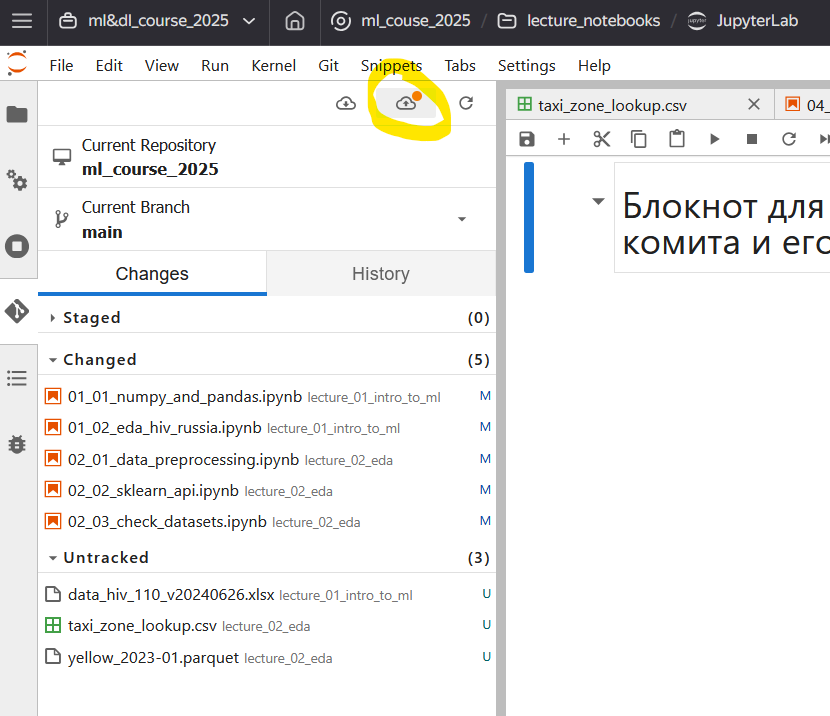 ml&dl_course_2025 ml_couse_2025 / lecture_notebooks / jupyter JupyterLab
File Edit View Run Kernel Git Snippets Tabs Settings Help
taxi_zone_lookup.csv 04_
Current Repository
ml_course_2025
Current Branch
main
Changes History
Staged (0)
Changed (5)
01_01_numpy_and_pandas.ipynb lecture_01_intro_to_ml M
01_02_eda_hiv_russia.ipynb lecture_01_intro_to_ml M
02_01_data_preprocessing.ipynb lecture_02_eda M
02_02_sklearn_api.ipynb lecture_02_eda M
02_03_check_datasets.ipynb lecture_02_eda M
Untracked (3)
data_hiv_110_v20240626.xlsx lecture_01_intro_to_ml U
taxi_zone_lookup.csv lecture_02_eda U
yellow_2023-01.parquet lecture_02_eda U
Блокнот для
комита и его